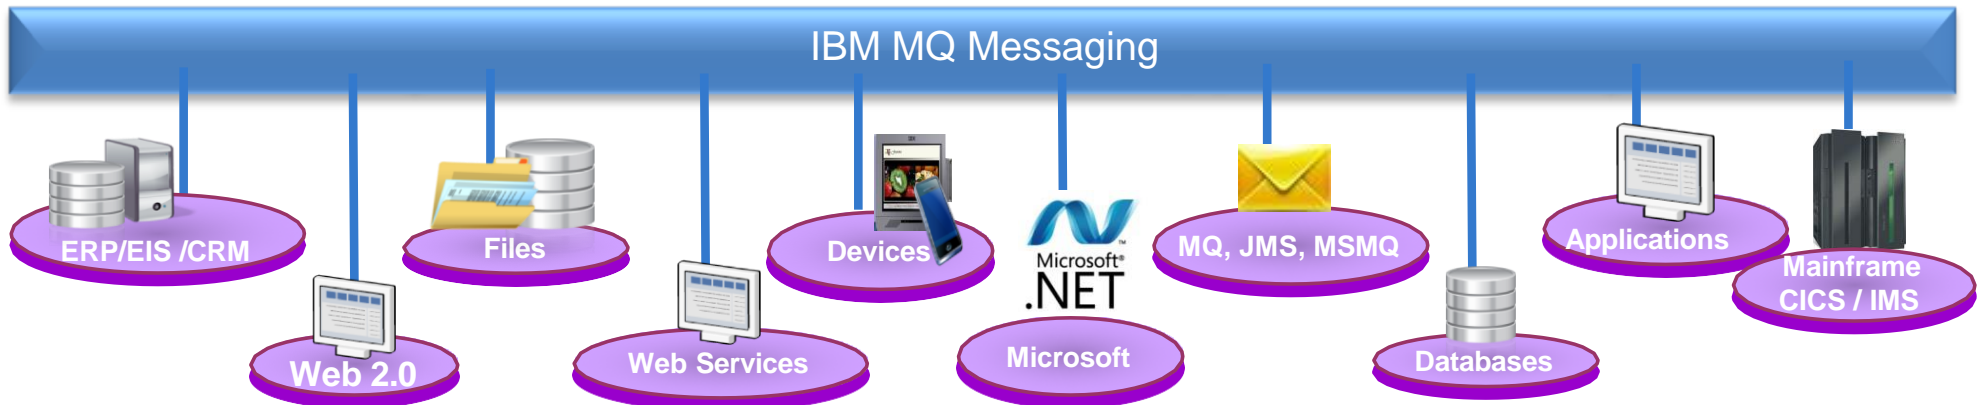 IBM MQ Messaging
ERP/EIS /CRM
Web 2.0
Files
Web Services
Devices
Microsoft®
.NET
Microsoft
MQ, JMS, MSMQ
Databases
Applications
Mainframe
CICS / IMS